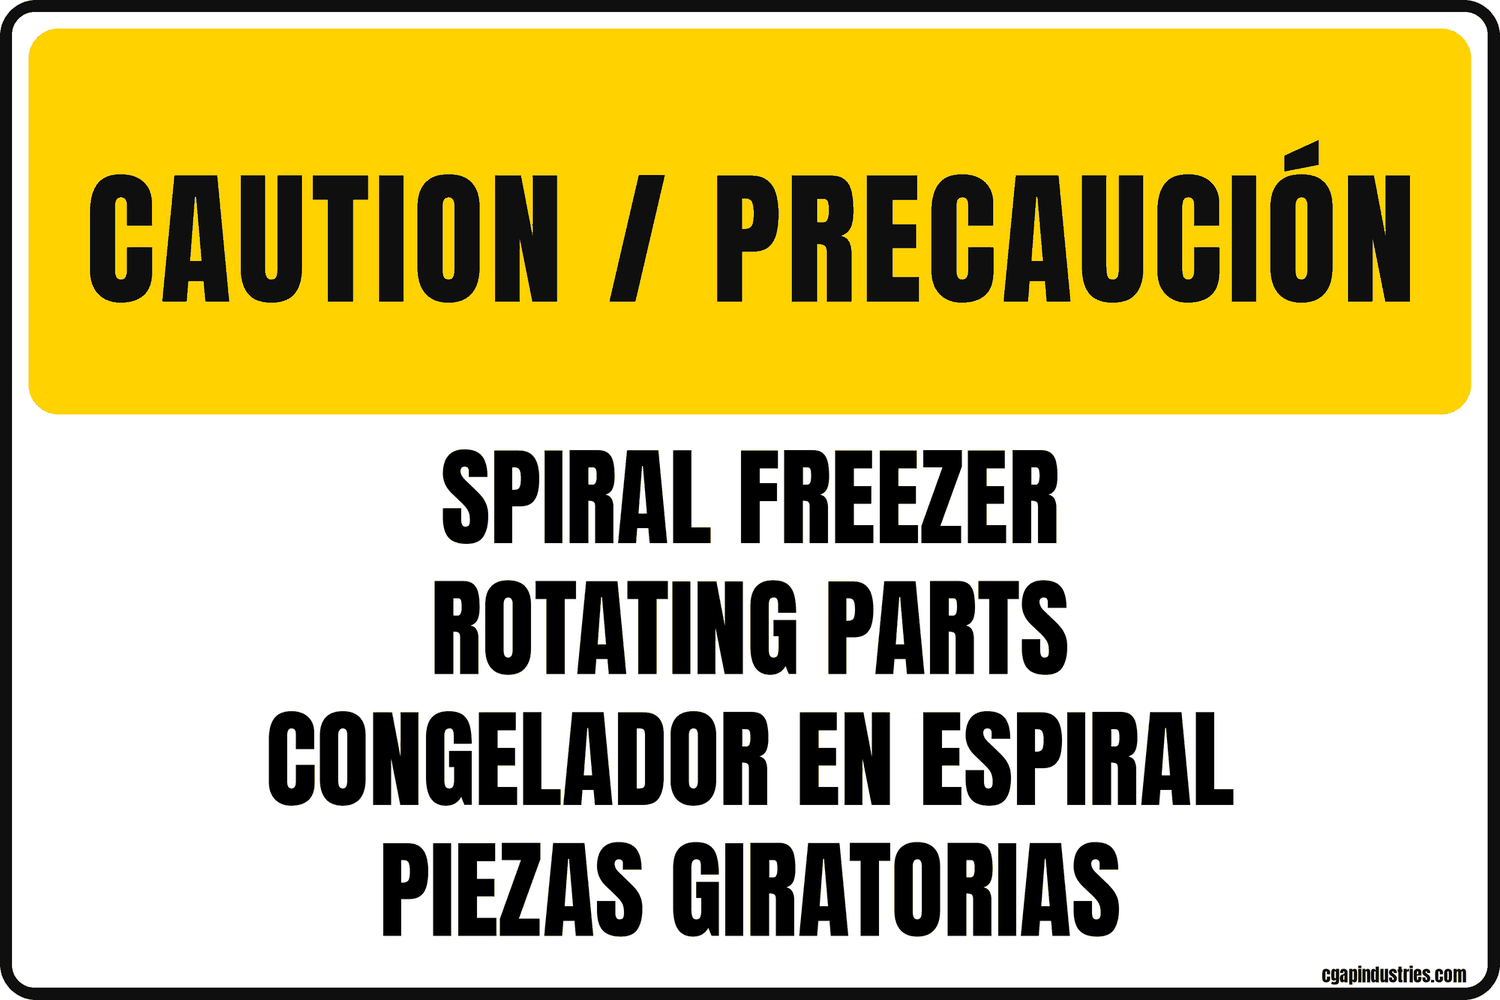 CAUTION / PRECAUCIÓN
SPIRAL FREEZER
ROTATING PARTS
CONGELADOR EN ESPIRAL
PIEZAS GIRATORIAS
cgapindustries.com